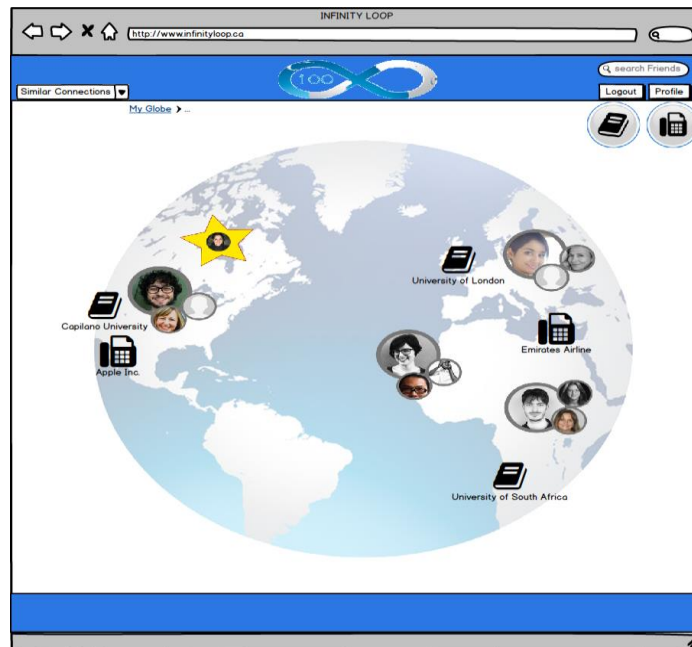 INFINITY LOOP
http://www.infinityloop.ca
100
search Friends
Similar Connections
Logout Profile
My Globe > ...
University of London
Capilano University
Emirates Airline
Apple Inc.
University of South Africa